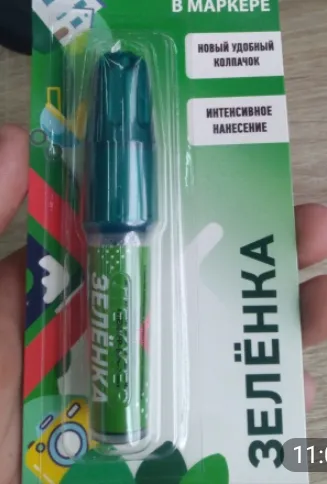 В МАРКЕРЕ
НОВЫЙ УДОБНЫЙ
КОЛПАЧОК
ИНТЕНСИВНОЕ
НАНЕСЕНИЕ
ЗЕЛЁНКА
ЗЕЛЕНКА